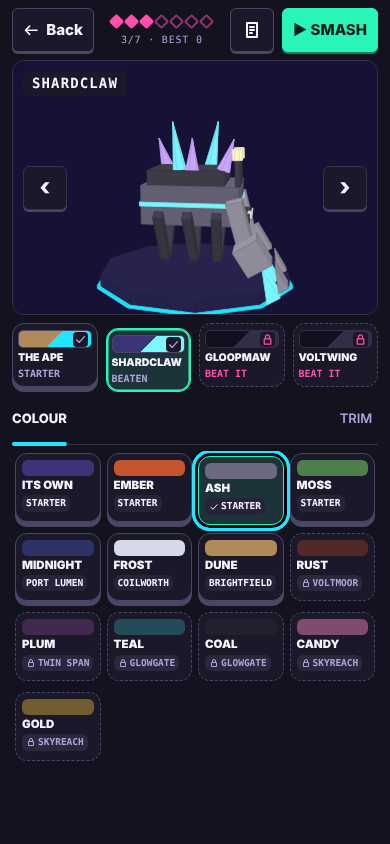 Back
3/7 · BEST 0
SMASH
SHARDCLAW
THE APE
STARTER
SHARDCLAW
BEATEN
GLOOPMAW
BEAT IT
VOLTWING
BEAT IT
COLOUR
TRIM
ITS OWN
STARTER
EMBER
STARTER
ASH
STARTER
MOSS
STARTER
MIDNIGHT
PORT LUMEN
FROST
COILWORTH
DUNE
BRIGHTFIELD
RUST
VOLTMOOR
PLUM
TWIN SPAN
TEAL
GLOWGATE
COAL
GLOWGATE
CANDY
SKYREACH
GOLD
SKYREACH